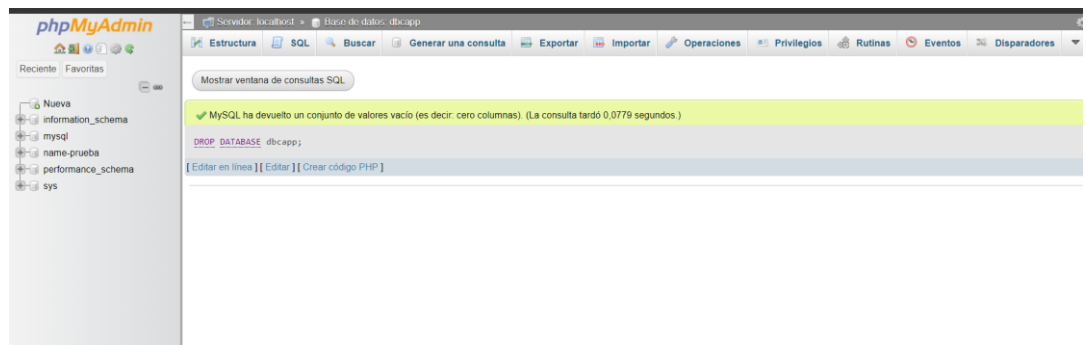 phpMyAdmin
Reciente Favoritas
Nueva
information_schema
mysql
name-prueba
performance_schema
sys
Servidor: localhost » Base de datos: dbcapp
Estructura SQL Buscar Generar una consulta Exportar Importar Operaciones Privilegios Rutinas Eventos Disparadores
Mostrar ventana de consultas SQL
MySQL ha devuelto un conjunto de valores vacío (es decir: cero columnas). (La consulta tardó 0,0779 segundos.)
DROP DATABASE dbcapp;
[ Editar en línea ] [ Editar ] [ Crear código PHP ]